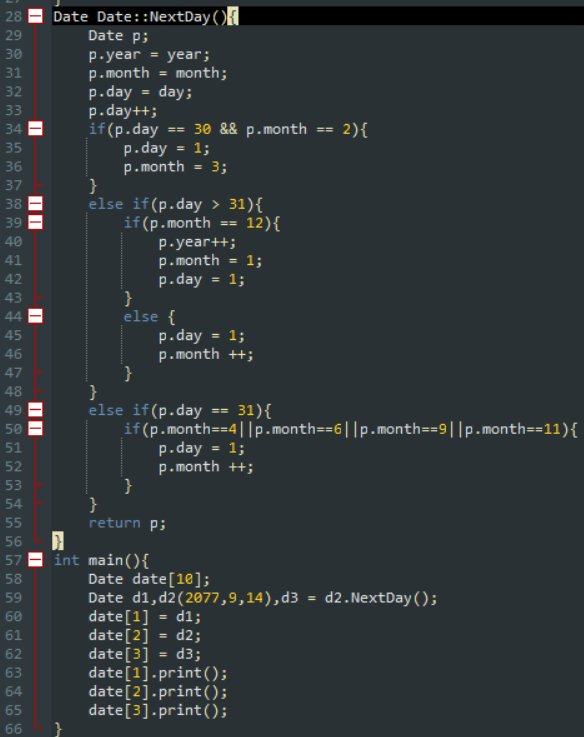 27 }
28 Date Date::NextDay(){
29 Date p;
30 p.year = year;
31 p.month = month;
32 p.day = day;
33 p.day++;
34 if(p.day == 30 && p.month == 2){
35 p.day = 1;
36 p.month = 3;
37 }
38 else if(p.day > 31){
39 if(p.month == 12){
40 p.year++;
41 p.month = 1;
42 p.day = 1;
43 }
44 else {
45 p.day = 1;
46 p.month ++;
47 }
48 }
49 else if(p.day == 31){
50 if(p.month==4||p.month==6||p.month==9||p.month==11){
51 p.day = 1;
52 p.month ++;
53 }
54 }
55 return p;
56 }
57 int main(){
58 Date date[10];
59 Date d1,d2(2077,9,14),d3 = d2.NextDay();
60 date[1] = d1;
61 date[2] = d2;
62 date[3] = d3;
63 date[1].print();
64 date[2].print();
65 date[3].print();
66 }